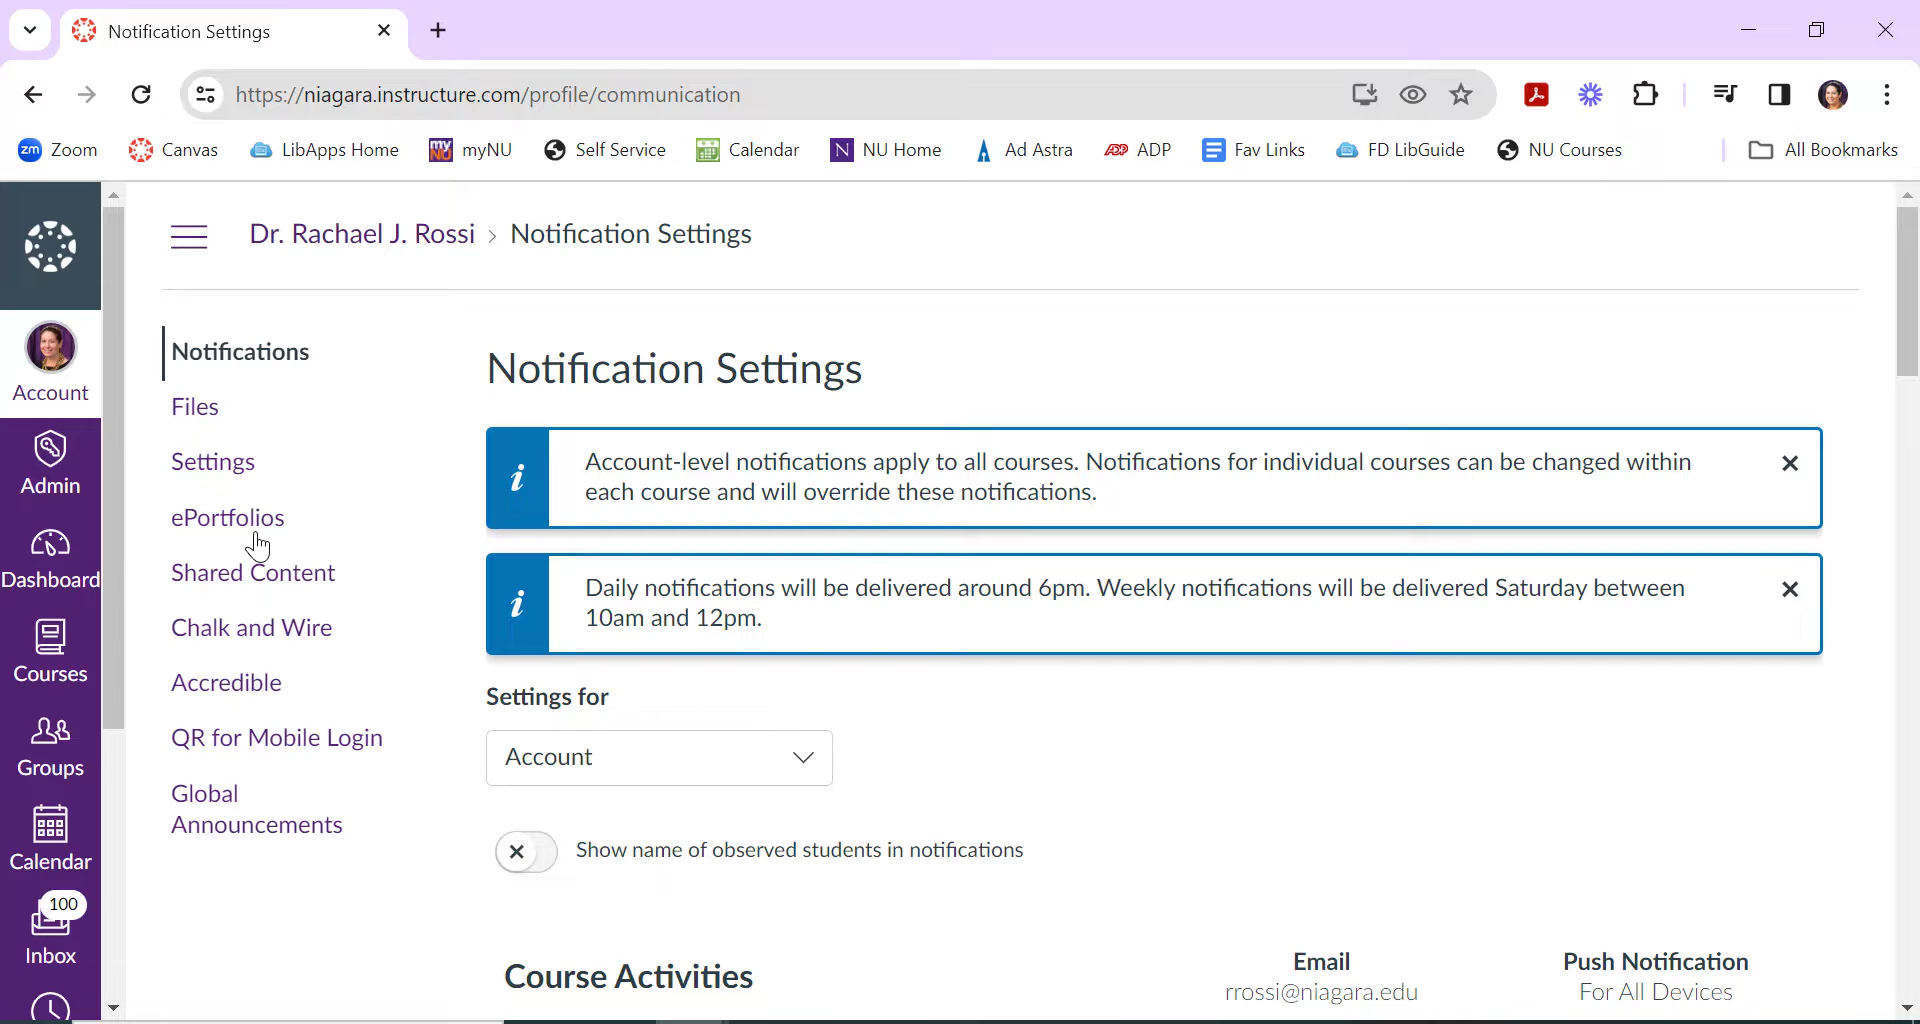 Notification Settings
https://niagara.instructure.com/profile/communication
zm Zoom Canvas LibApps Home my NU myNU Self Service Calendar N NU Home Ad Astra ADP ADP Fav Links FD LibGuide NU Courses All Bookmarks
Dr. Rachael J. Rossi > Notification Settings
Account
Admin
Dashboard
Courses
Groups
Calendar
100
Inbox
Notifications
Files
Settings
ePortfolios
Shared Content
Chalk and Wire
Accredible
QR for Mobile Login
Global
Announcements
Notification Settings
i
Account-level notifications apply to all courses. Notifications for individual courses can be changed within
each course and will override these notifications.
i
Daily notifications will be delivered around 6pm. Weekly notifications will be delivered Saturday between
10am and 12pm.
Settings for
Account
Show name of observed students in notifications
Course Activities
Email
rrossi@niagara.edu
Push Notification
For All Devices